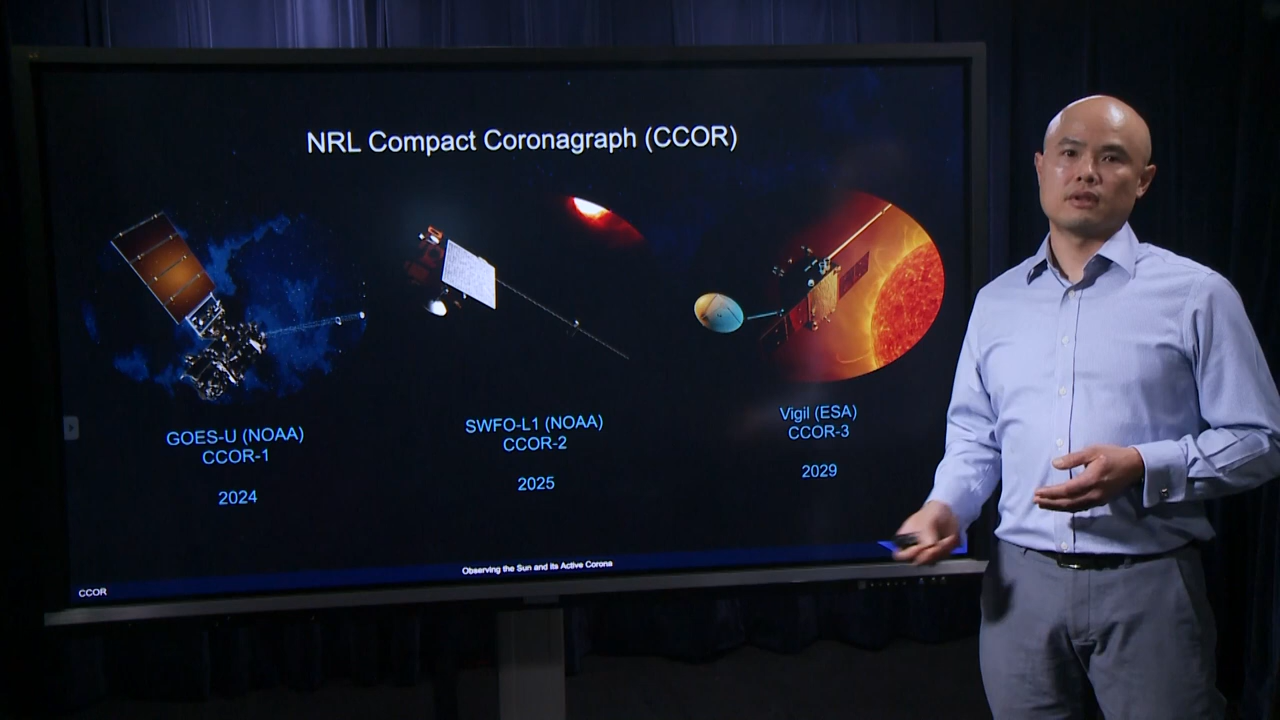 NRL Compact Coronagraph (CCOR)
GOES-U (NOAA)
CCOR-1
2024
SWFO-L1 (NOAA)
CCOR-2
2025
Vigil (ESA)
CCOR-3
2029
Observing the Sun and Its Active Corona
CCOR